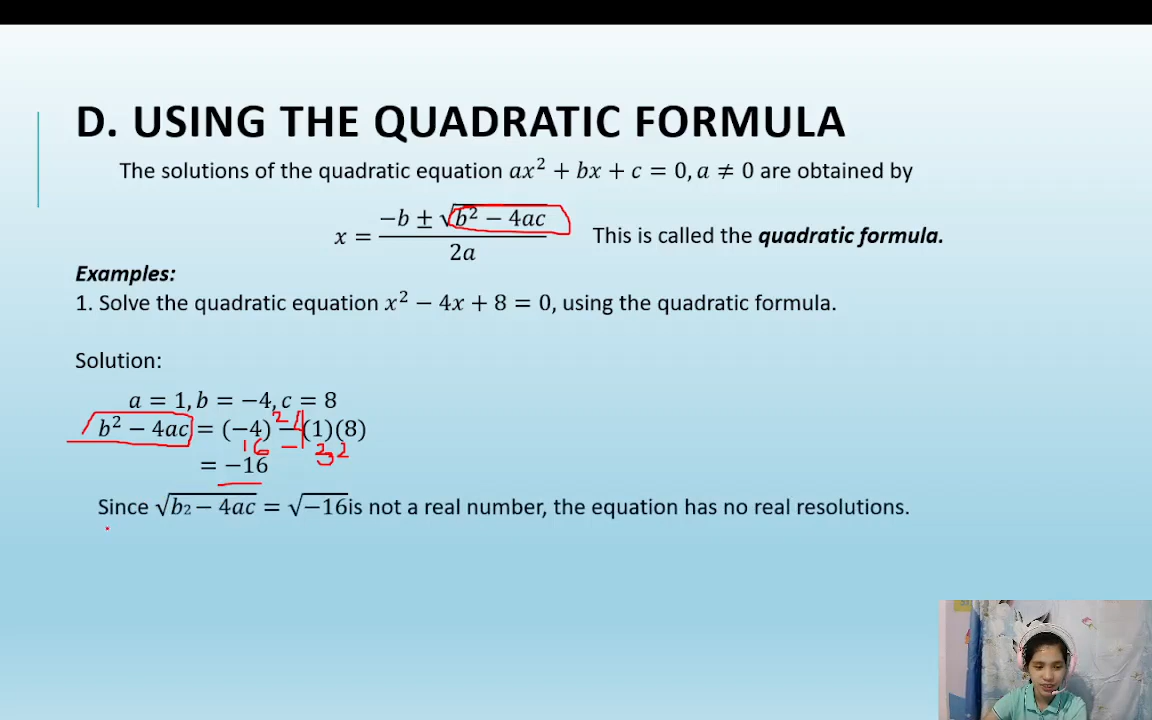 D. USING THE QUADRATIC FORMULA
The solutions of the quadratic equation ax² + bx + c = 0, a ≠ 0 are obtained by
x = (−b ± √b² − 4ac) / 2a This is called the quadratic formula.
Examples:
1. Solve the quadratic equation x² − 4x + 8 = 0, using the quadratic formula.
Solution:
a = 1, b = −4, c = 8
b² − 4ac = (−4)² − 4(1)(8)
16 − 32
= −16
Since √b2 − 4ac = √−16is not a real number, the equation has no real resolutions.